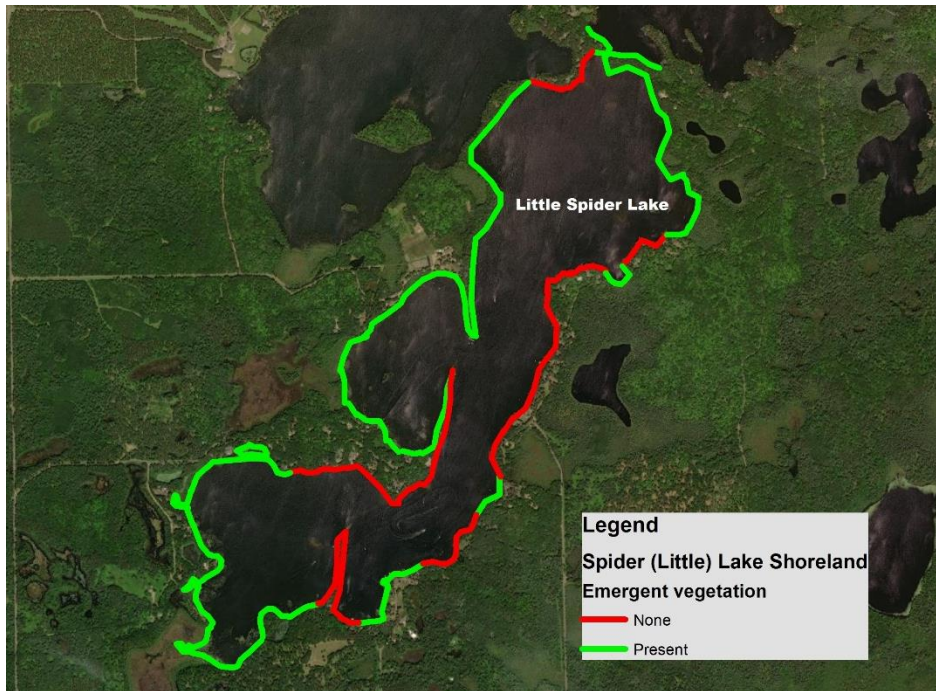 Little Spider Lake
Legend
Spider (Little) Lake Shoreland
Emergent vegetation
None
Present